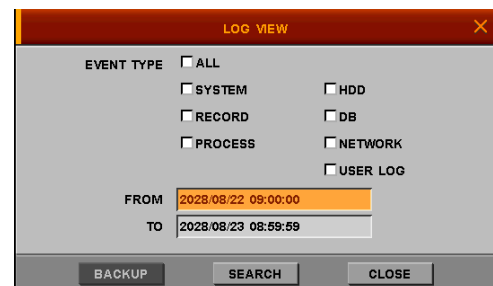 LOG VIEW
EVENT TYPE ALL
SYSTEM HDD
RECORD DB
PROCESS NETWORK
USER LOG
FROM 2028/08/22 09:00:00
TO 2028/08/23 08:59:59
BACKUP SEARCH CLOSE